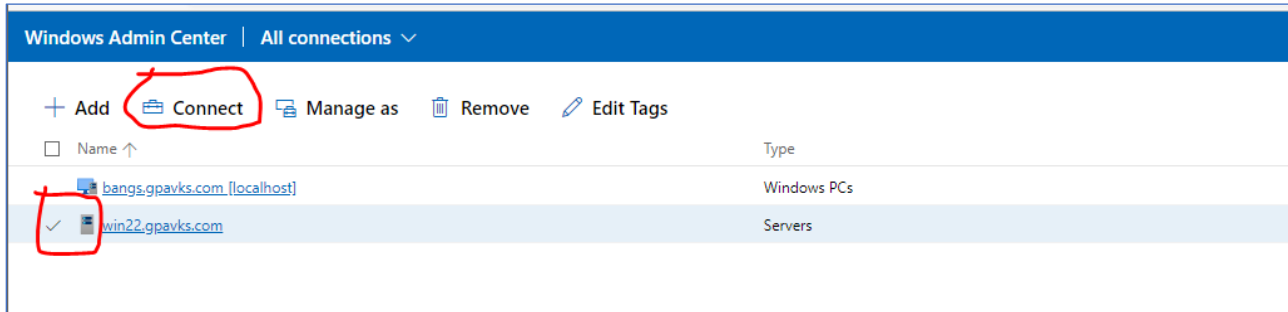 Windows Admin Center | All connections
Add Connect Manage as Remove Edit Tags
Name Type
bangs.gpavks.com [localhost] Windows PCs
win22.gpavks.com Servers